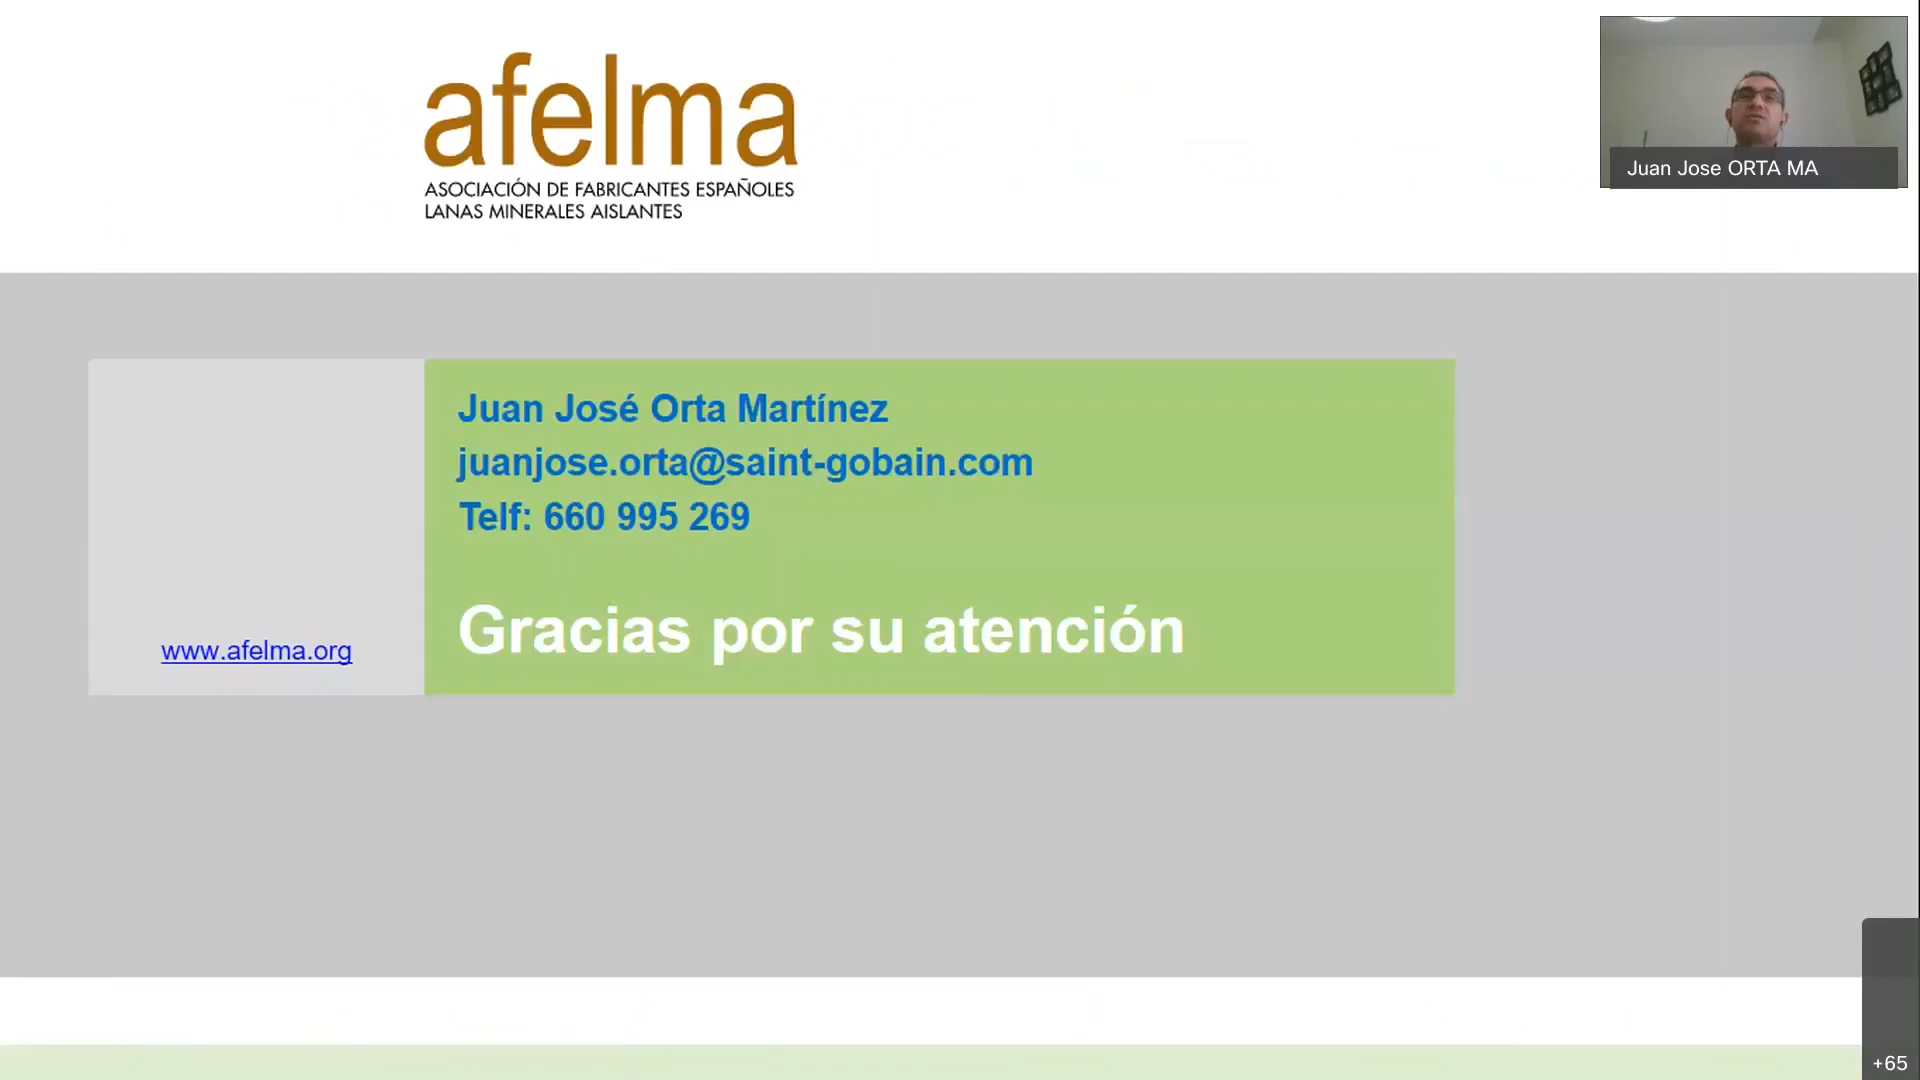 afelma
ASOCIACIÓN DE FABRICANTES ESPAÑOLES
LANAS MINERALES AISLANTES
Juan Jose ORTA MA
Juan José Orta Martínez
juanjose.orta@saint-gobain.com
Telf: 660 995 269
www.afelma.org
Gracias por su atención
+65